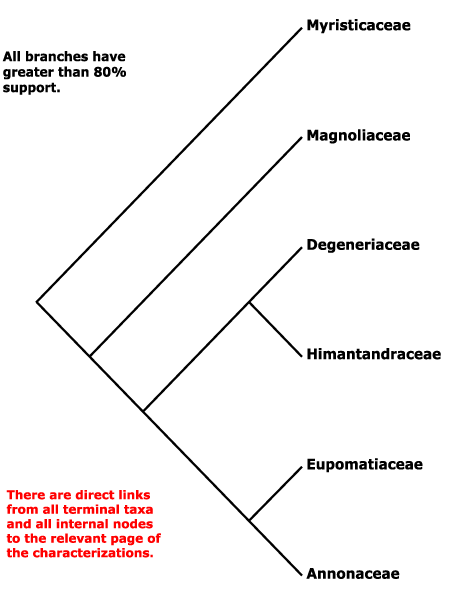 Myristicaceae
All branches have
greater than 80%
support.
Magnoliaceae
Degeneriaceae
Himantandraceae
Eupomatiaceae
There are direct links
from all terminal taxa
and all internal nodes
to the relevant page of
the characterizations.
Annonaceae